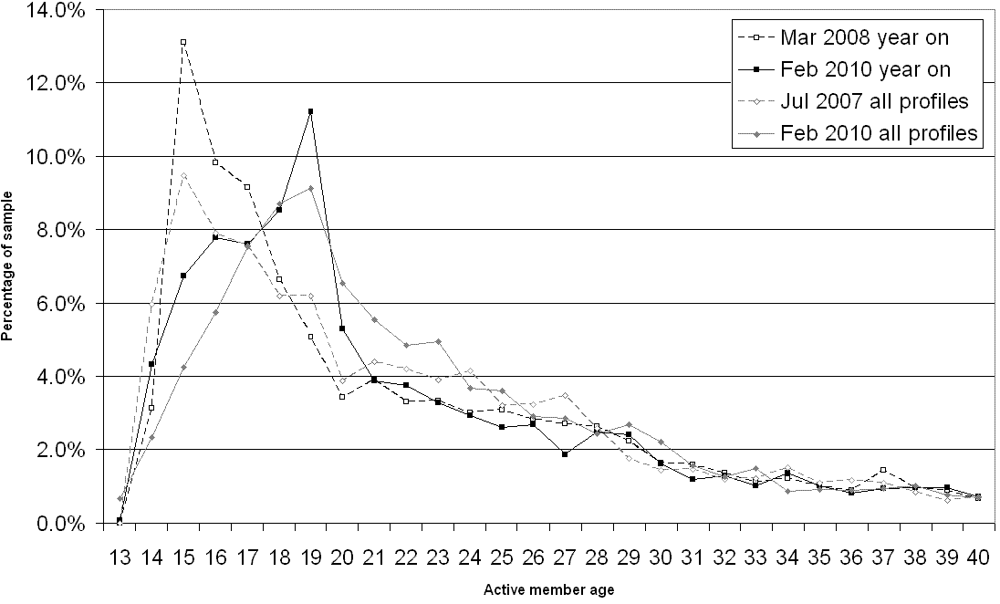 14.0%
12.0%
10.0%
8.0%
6.0%
4.0%
2.0%
0.0%
Percentage of sample
Mar 2008 year on
Feb 2010 year on
Jul 2007 all profiles
Feb 2010 all profiles
13 14 15 16 17 18 19 20 21 22 23 24 25 26 27 28 29 30 31 32 33 34 35 36 37 38 39 40
Active member age